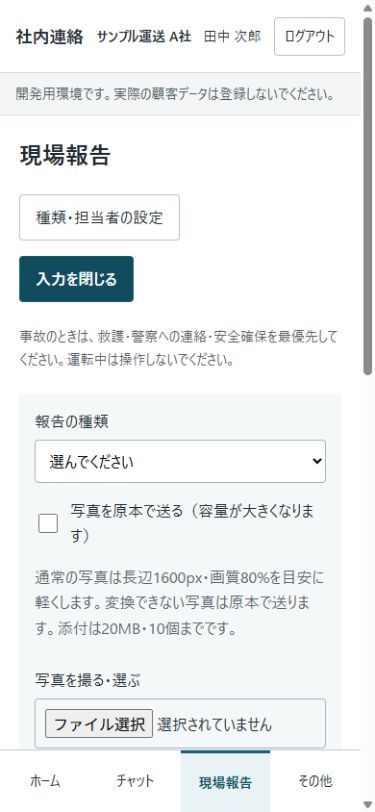 社内連絡 サンプル運送 A社 田中 次郎 ログアウト
開発用環境です。実際の顧客データは登録しないでください。
現場報告
種類・担当者の設定
入力を閉じる
事故のときは、救護・警察への連絡・安全確保を最優先して
ください。運転中は操作しないでください。
報告の種類
選んでください
写真を原本で送る（容量が大きくなりま
す）
通常の写真は長辺1600px・画質80%を目安に
軽くします。変換できない写真は原本で送りま
す。添付は20MB・10個までです。
写真を撮る・選ぶ
ファイル選択 選択されていません
ホーム チャット 現場報告 その他